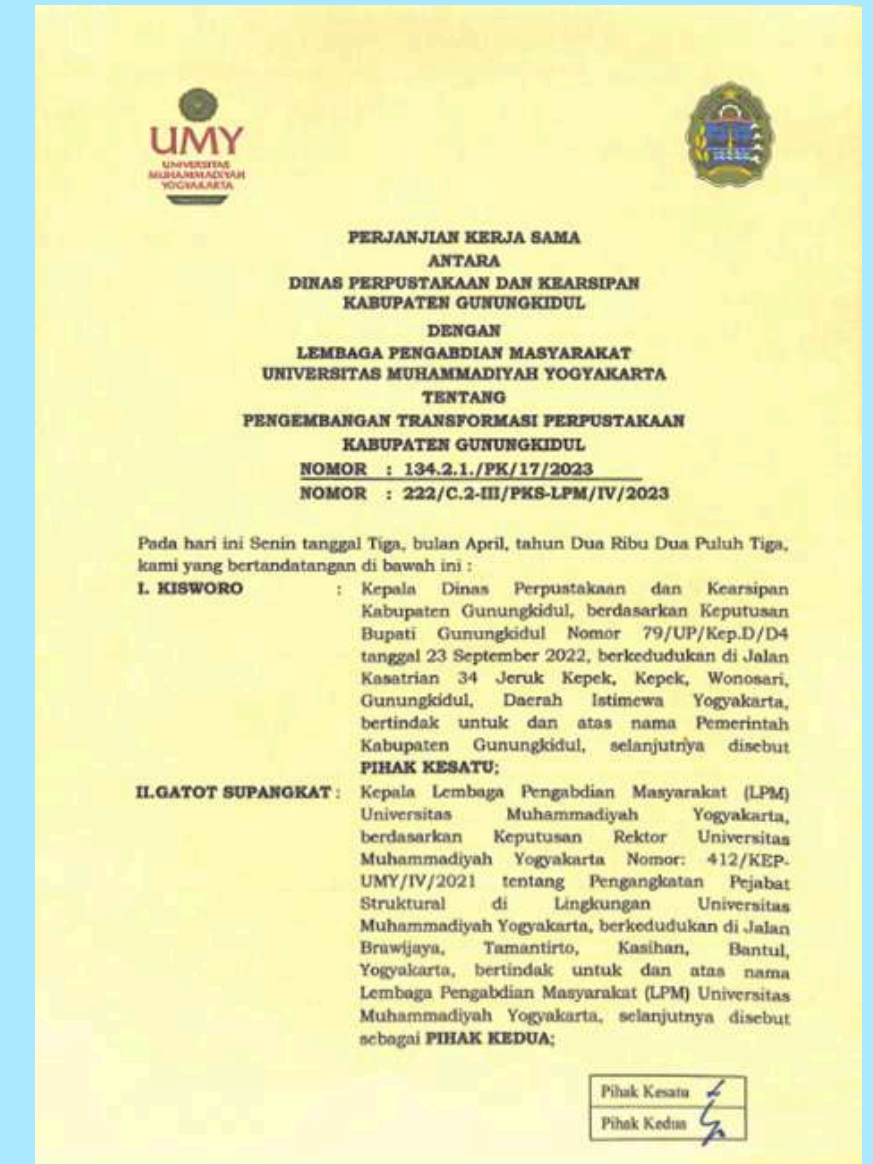 UMY
UNIVERSITAS
MUHAMMADIYAH
YOGYAKARTA
PERJANJIAN KERJA SAMA
ANTARA
DINAS PERPUSTAKAAN DAN KEARSIPAN
KABUPATEN GUNUNGKIDUL
DENGAN
LEMBAGA PENGABDIAN MASYARAKAT
UNIVERSITAS MUHAMMADIYAH YOGYAKARTA
TENTANG
PENGEMBANGAN TRANSFORMASI PERPUSTAKAAN
KABUPATEN GUNUNGKIDUL
NOMOR : 134.2.1./PK/17/2023
NOMOR : 222/C.2-III/PKS-LPM/IV/2023
Pada hari ini Senin tanggal Tiga, bulan April, tahun Dua Ribu Dua Puluh Tiga,
kami yang bertandatangan di bawah ini :
I. KISWORO : Kepala Dinas Perpustakaan dan Kearsipan
Kabupaten Gunungkidul, berdasarkan Keputusan
Bupati Gunungkidul Nomor 79/UP/Kep.D/D4
tanggal 23 September 2022, berkedudukan di Jalan
Kasatrian 34 Jeruk Kepek, Kepek, Wonosari,
Gunungkidul, Daerah Istimewa Yogyakarta,
bertindak untuk dan atas nama Pemerintah
Kabupaten Gunungkidul, selanjutnya disebut
PIHAK KESATU;
II.GATOT SUPANGKAT : Kepala Lembaga Pengabdian Masyarakat (LPM)
Universitas Muhammadiyah Yogyakarta,
berdasarkan Keputusan Rektor Universitas
Muhammadiyah Yogyakarta Nomor: 412/KEP-
UMY/IV/2021 tentang Pengangkatan Pejabat
Struktural di Lingkungan Universitas
Muhammadiyah Yogyakarta, berkedudukan di Jalan
Brawijaya, Tamantirto, Kasihan, Bantul,
Yogyakarta, bertindak untuk dan atas nama
Lembaga Pengabdian Masyarakat (LPM) Universitas
Muhammadiyah Yogyakarta, selanjutnya disebut
sebagai PIHAK KEDUA;
Pihak Kesatu
Pihak Kedua